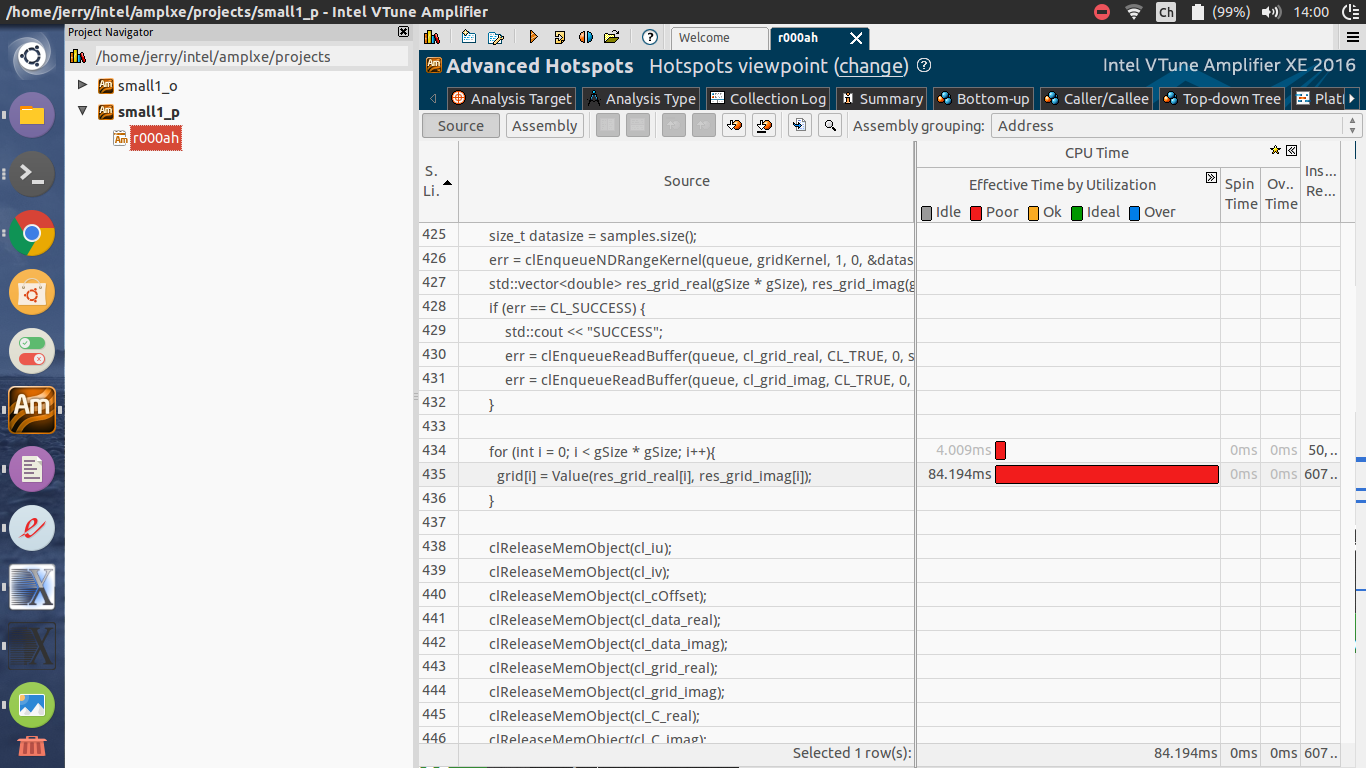 /home/jerry/intel/amplxe/projects/small1_p - Intel VTune Amplifier
Ch (99%) 14:00
Project Navigator
/home/jerry/intel/amplxe/projects
Am small1_o
Am small1_p
Am r000ah
Welcome r000ah
Am Advanced Hotspots Hotspots viewpoint (change) ? Intel VTune Amplifier XE 2016
Analysis Target Analysis Type Collection Log Summary Bottom-up Caller/Callee Top-down Tree Platf
Source Assembly Assembly grouping: Address
S. Li. Source CPU Time
Effective Time by Utilization
Idle Poor Ok Ideal Over
Spin Time Ov.. Time Ins... Re...
425 size_t datasize = samples.size();
426 err = clEnqueueNDRangeKernel(queue, gridKernel, 1, 0, &datas
427 std::vector<double> res_grid_real(gSize * gSize), res_grid_imag(g
428 if (err == CL_SUCCESS) {
429 std::cout << "SUCCESS";
430 err = clEnqueueReadBuffer(queue, cl_grid_real, CL_TRUE, 0, s
431 err = clEnqueueReadBuffer(queue, cl_grid_imag, CL_TRUE, 0,
432 }
433
434 for (int i = 0; i < gSize * gSize; i++){ 4.009ms 0ms 0ms 50,..
435 grid[i] = Value(res_grid_real[i], res_grid_imag[i]); 84.194ms 0ms 0ms 607..
436 }
437
438 clReleaseMemObject(cl_iu);
439 clReleaseMemObject(cl_iv);
440 clReleaseMemObject(cl_cOffset);
441 clReleaseMemObject(cl_data_real);
442 clReleaseMemObject(cl_data_imag);
443 clReleaseMemObject(cl_grid_real);
444 clReleaseMemObject(cl_grid_imag);
445 clReleaseMemObject(cl_C_real);
446 clReleaseMemObject(cl_C_imag);
Selected 1 row(s): 84.194ms 0ms 0ms 607..
Am